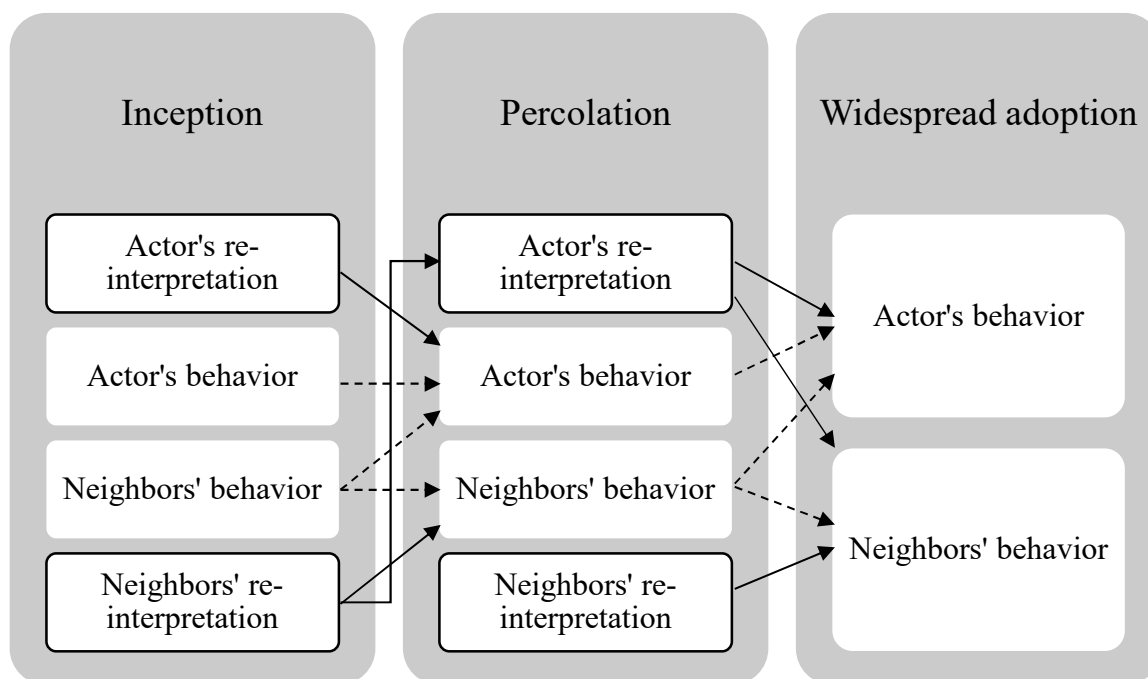 Inception
Actor's re-
interpretation
Actor's behavior
Neighbors' behavior
Neighbors' re-
interpretation
Percolation
Actor's re-
interpretation
Actor's behavior
Neighbors' behavior
Neighbors' re-
interpretation
Widespread adoption
Actor's behavior
Neighbors' behavior